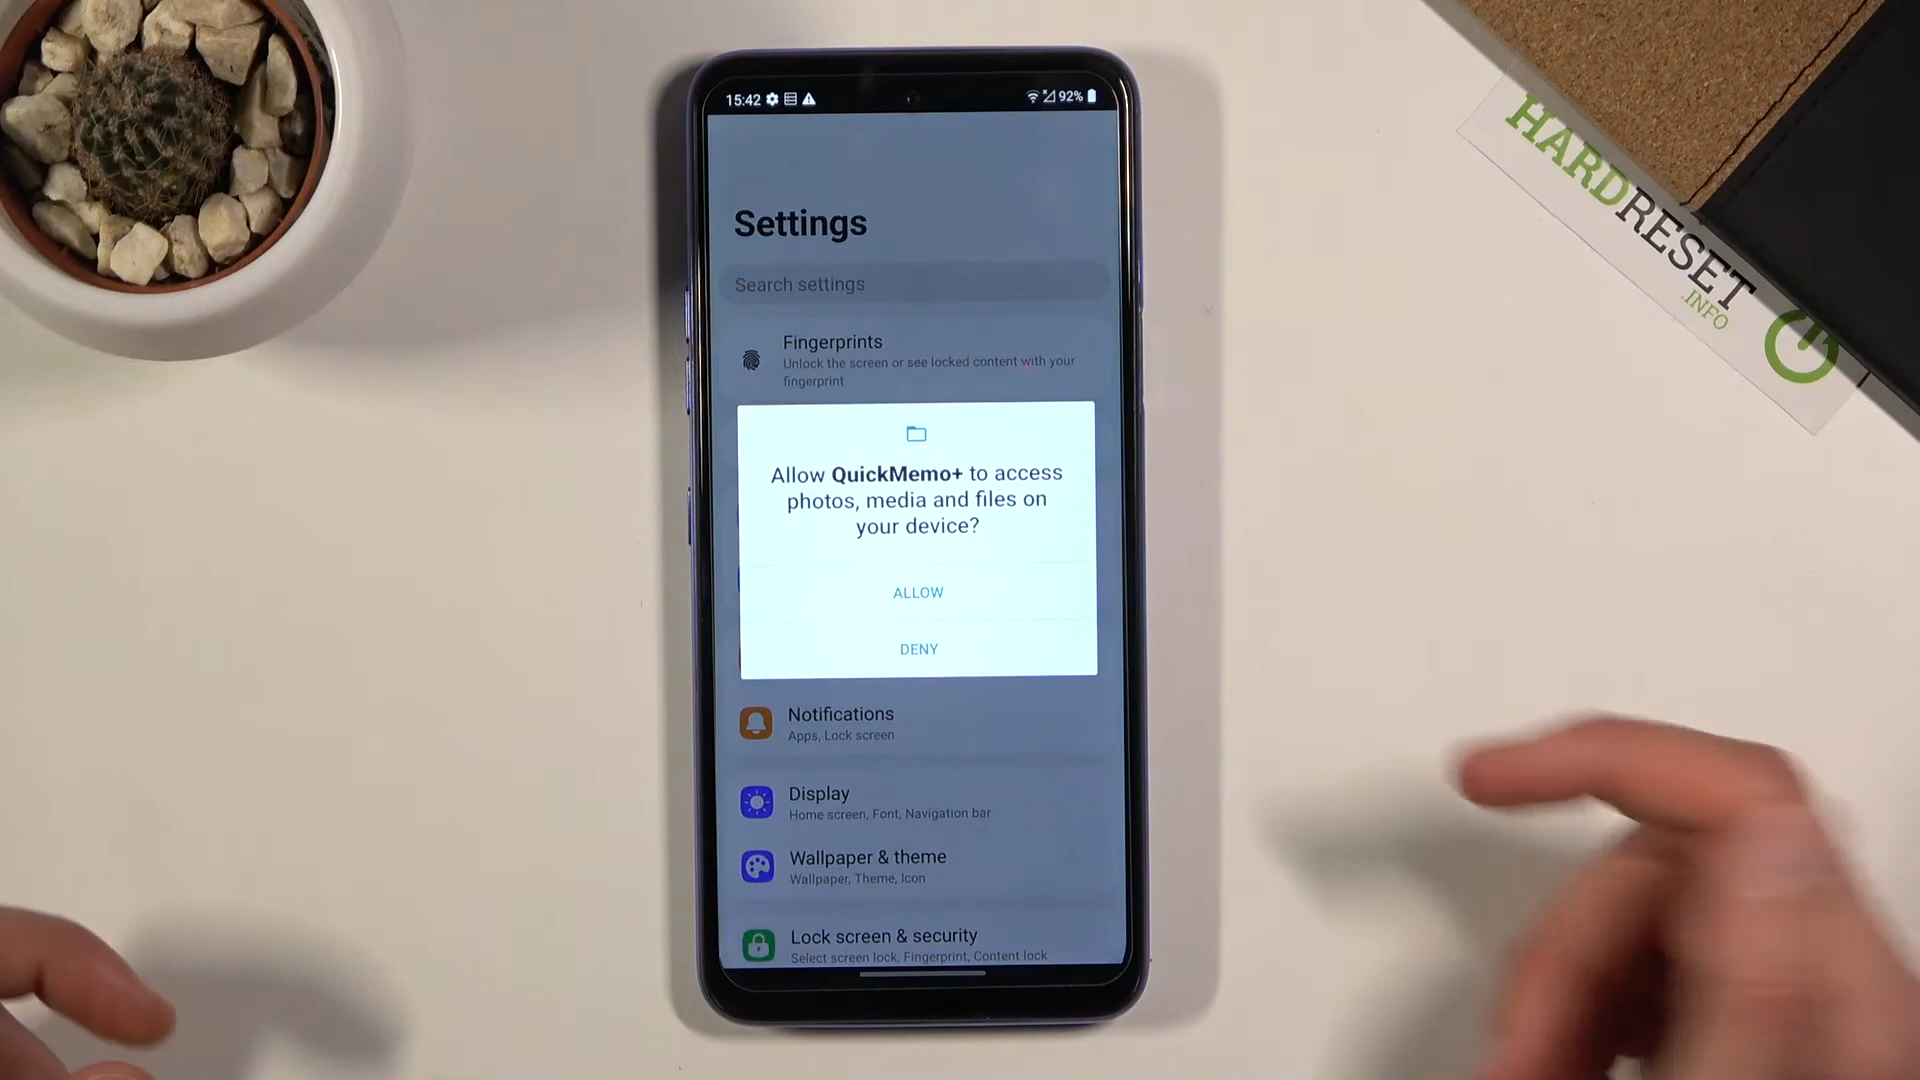 15:42
92%
Settings
Search settings
Fingerprints
Unlock the screen or see locked content with your
fingerprint
Allow QuickMemo+ to access
photos, media and files on
your device?
ALLOW
DENY
Notifications
Apps, Lock screen
Display
Home screen, Font, Navigation bar
Wallpaper & theme
Wallpaper, Theme, Icon
Lock screen & security
Select screen lock, Fingerprint, Content lock
HARDRESET
.INFO